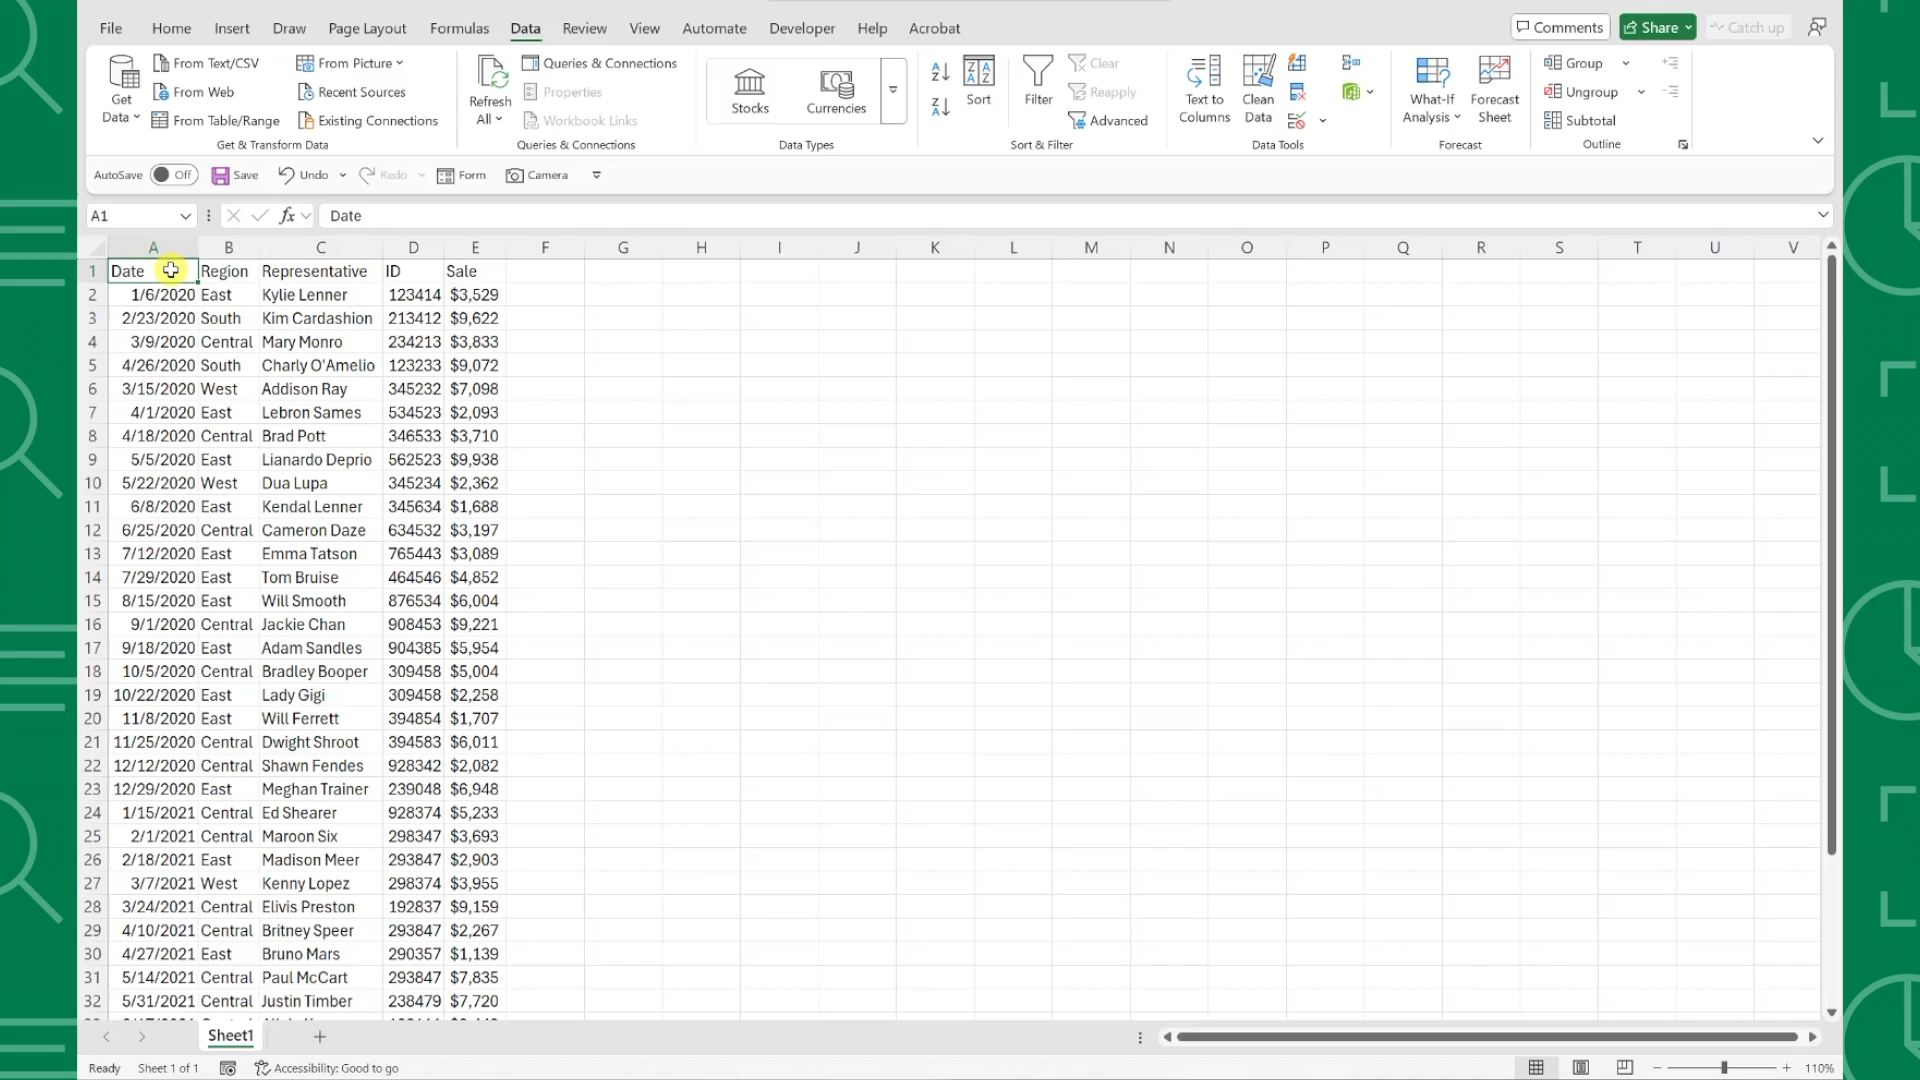 File Home Insert Draw Page Layout Formulas Data Review View Automate Developer Help Acrobat Comments Share Catch up
Get Data
From Text/CSV
From Web
From Table/Range
From Picture
Recent Sources
Existing Connections
Get & Transform Data
Refresh All
Queries & Connections
Properties
Workbook Links
Queries & Connections
Stocks
Currencies
Data Types
Sort
Filter
Clear
Reapply
Advanced
Sort & Filter
Text to Columns
Clean Data
Data Tools
What-If Analysis
Forecast Sheet
Forecast
Group
Ungroup
Subtotal
Outline
AutoSave Off Save Undo Redo Form Camera
A1 fx Date
A B C D E F G H I J K L M N O P Q R S T U V
1 Date Region Representative ID Sale
2 1/6/2020 East Kylie Lenner 123414 $3,529
3 2/23/2020 South Kim Cardashion 213412 $9,622
4 3/9/2020 Central Mary Monro 234213 $3,833
5 4/26/2020 South Charly O'Amelio 123233 $9,072
6 3/15/2020 West Addison Ray 345232 $7,098
7 4/1/2020 East Lebron Sames 534523 $2,093
8 4/18/2020 Central Brad Pott 346533 $3,710
9 5/5/2020 East Lianardo Deprio 562523 $9,938
10 5/22/2020 West Dua Lupa 345234 $2,362
11 6/8/2020 East Kendal Lenner 345634 $1,688
12 6/25/2020 Central Cameron Daze 634532 $3,197
13 7/12/2020 East Emma Tatson 765443 $3,089
14 7/29/2020 East Tom Bruise 464546 $4,852
15 8/15/2020 East Will Smooth 876534 $6,004
16 9/1/2020 Central Jackie Chan 908453 $9,221
17 9/18/2020 East Adam Sandles 904385 $5,954
18 10/5/2020 Central Bradley Booper 309458 $5,004
19 10/22/2020 East Lady Gigi 309458 $2,258
20 11/8/2020 East Will Ferrett 394854 $1,707
21 11/25/2020 Central Dwight Shroot 394583 $6,011
22 12/12/2020 Central Shawn Fendes 928342 $2,082
23 12/29/2020 East Meghan Trainer 239048 $6,948
24 1/15/2021 Central Ed Shearer 928374 $5,233
25 2/1/2021 Central Maroon Six 298347 $3,693
26 2/18/2021 East Madison Meer 293847 $2,903
27 3/7/2021 West Kenny Lopez 298374 $3,955
28 3/24/2021 Central Elivis Preston 192837 $9,159
29 4/10/2021 Central Britney Speer 293847 $2,267
30 4/27/2021 East Bruno Mars 290357 $1,139
31 5/14/2021 Central Paul McCart 293847 $7,835
32 5/31/2021 Central Justin Timber 238479 $7,720
Sheet1
Ready Sheet 1 of 1 Accessibility: Good to go 110%